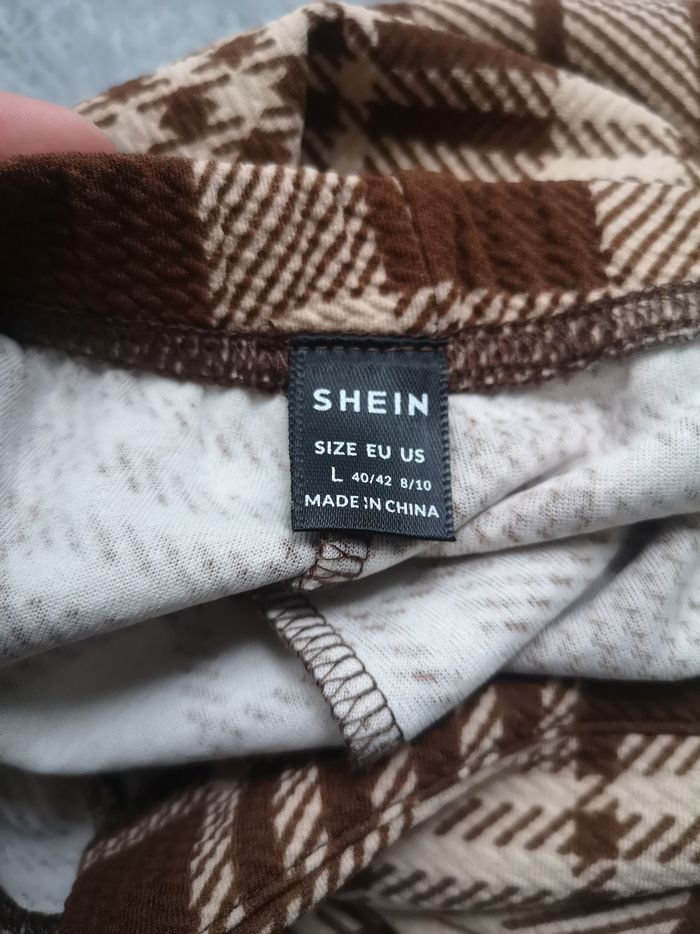 SHEIN
SIZE EU US
L 40/42 8/10
MADE IN CHINA